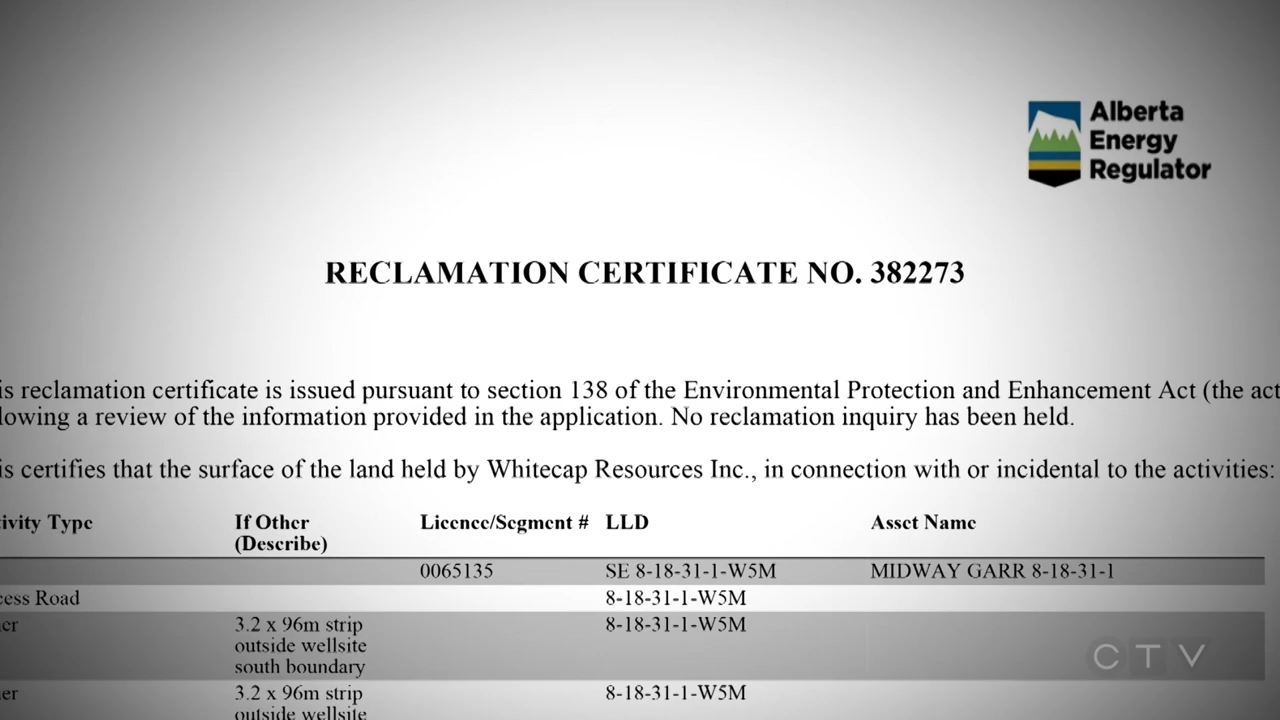 Alberta
Energy
Regulator
RECLAMATION CERTIFICATE NO. 382273
is reclamation certificate is issued pursuant to section 138 of the Environmental Protection and Enhancement Act (the act
lowing a review of the information provided in the application. No reclamation inquiry has been held.
is certifies that the surface of the land held by Whitecap Resources Inc., in connection with or incidental to the activities:
tivity Type If Other Licence/Segment # LLD Asset Name
(Describe)
0065135 SE 8-18-31-1-W5M MIDWAY GARR 8-18-31-1
cess Road 8-18-31-1-W5M
her 3.2 x 96m strip 8-18-31-1-W5M
outside wellsite
south boundary
her 3.2 x 96m strip 8-18-31-1-W5M
outside wellsite
CTV